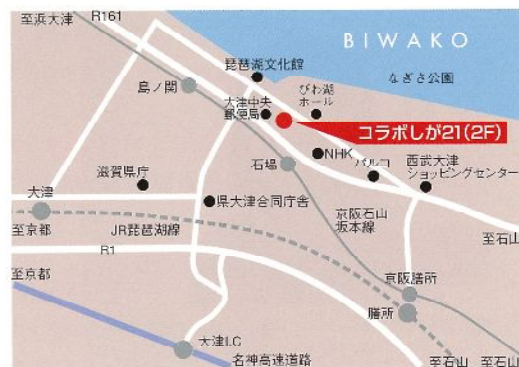 至浜大津
R161
BIWAKO
琵琶湖文化館
なぎさ公園
島ノ関
びわ湖
ホール
大津中央
郵便局
コラボしが21(2F)
NHK
パルコ
西武大津
ショッピングセンター
石場
滋賀県庁
大津
県大津合同庁舎
京阪石山
坂本線
至京都
JR琵琶湖線
R1
至石山
至京都
京阪膳所
膳所
大津I.C
名神高速道路
至石山
至石山